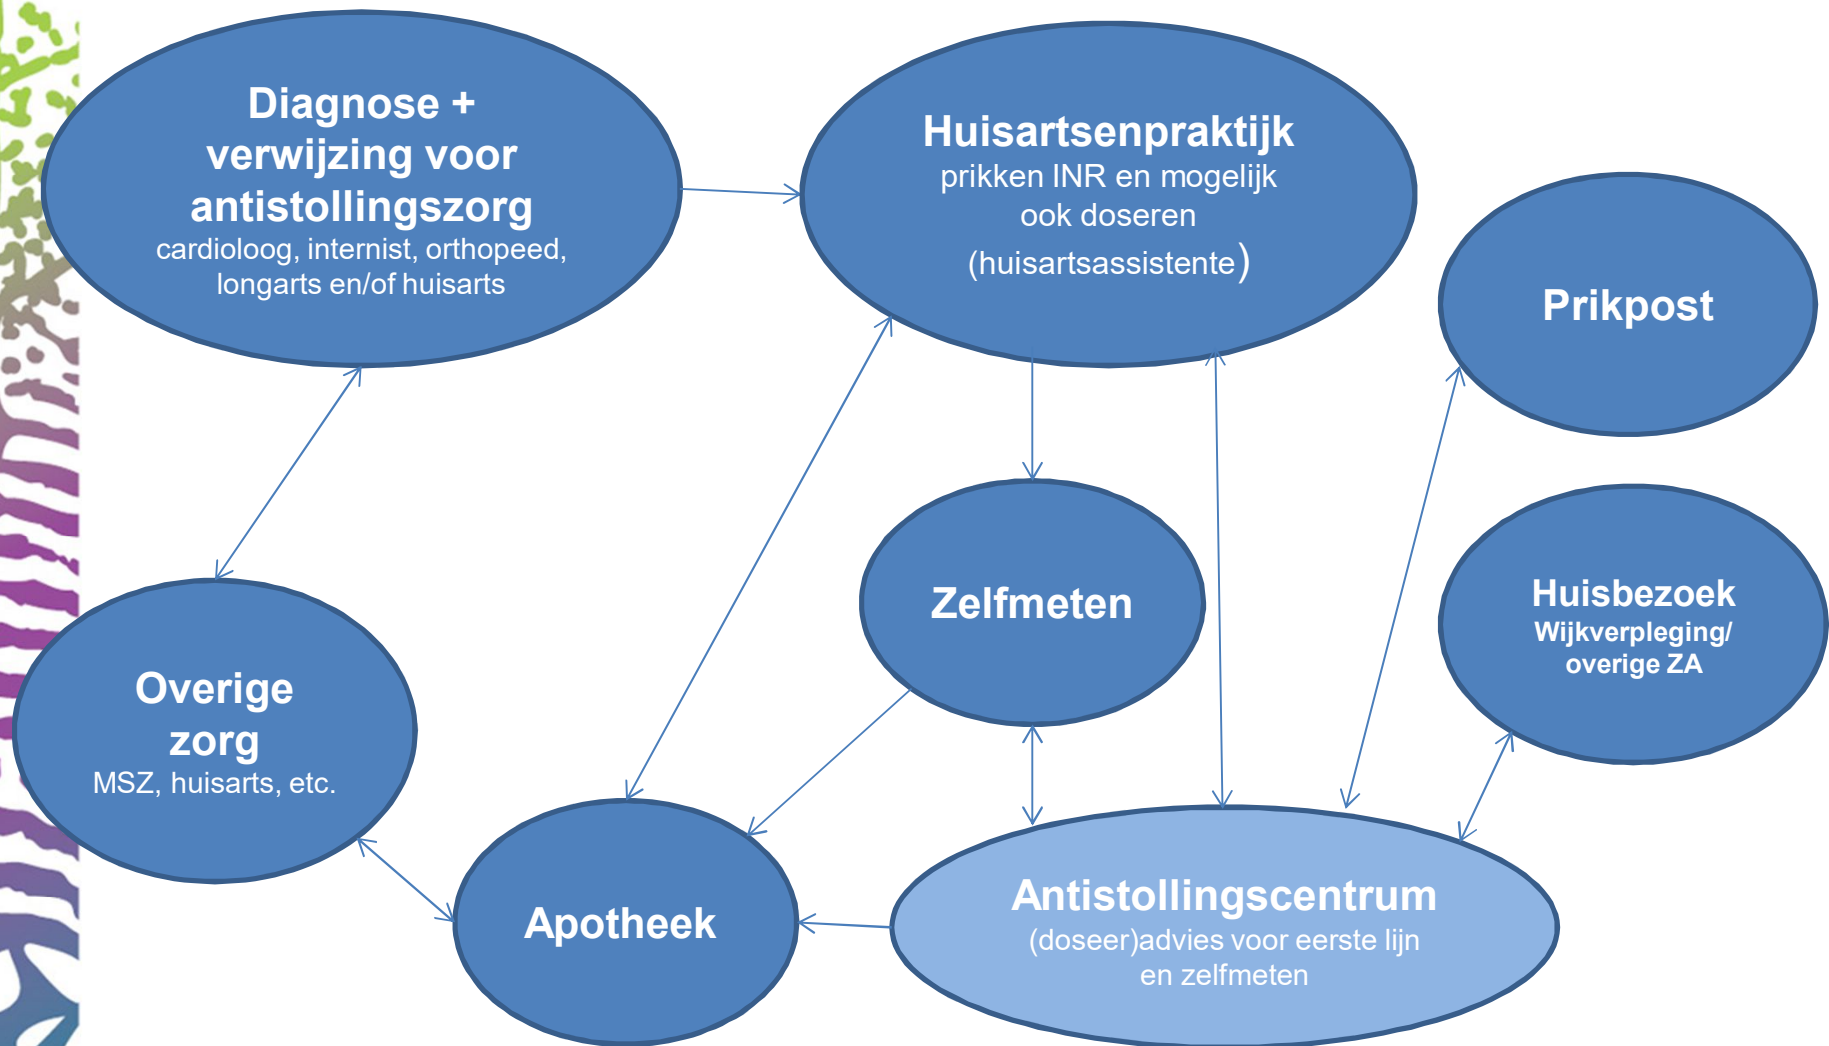 Diagnose +
verwijzing voor
antistollingszorg
cardioloog, internist, orthopeed,
longarts en/of huisarts
Huisartsenpraktijk
prikken INR en mogelijk
ook doseren
(huisartsassistente)
Prikpost
Zelfmeten
Huisbezoek
Wijkverpleging/
overige ZA
Overige
zorg
MSZ, huisarts, etc.
Apotheek
Antistollingscentrum
(doseer)advies voor eerste lijn
en zelfmeten